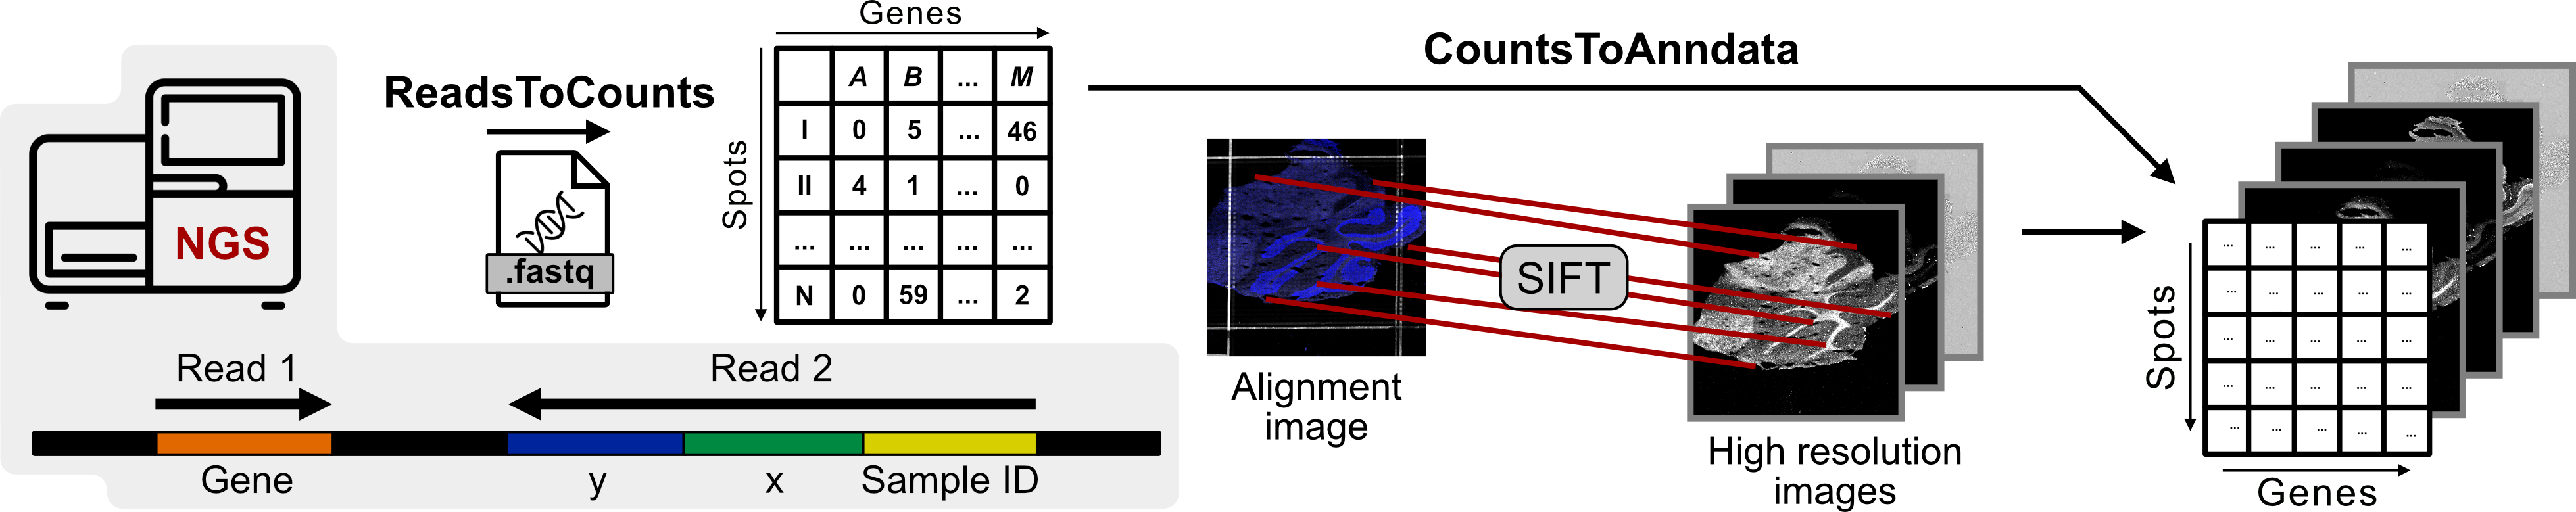 NGS
Read 1
Read 2
Gene
y
x
Sample ID
ReadsToCounts
.fastq
Genes
Spots
A B ... M
I 0 5 ... 46
II 4 1 ... 0
... ... ... ... ...
N 0 59 ... 2
CountsToAnndata
Alignment
image
SIFT
High resolution
images
Spots
... ... ... ... ...
... ... ... ... ...
... ... ... ... ...
... ... ... ... ...
... ... ... ... ...
Genes